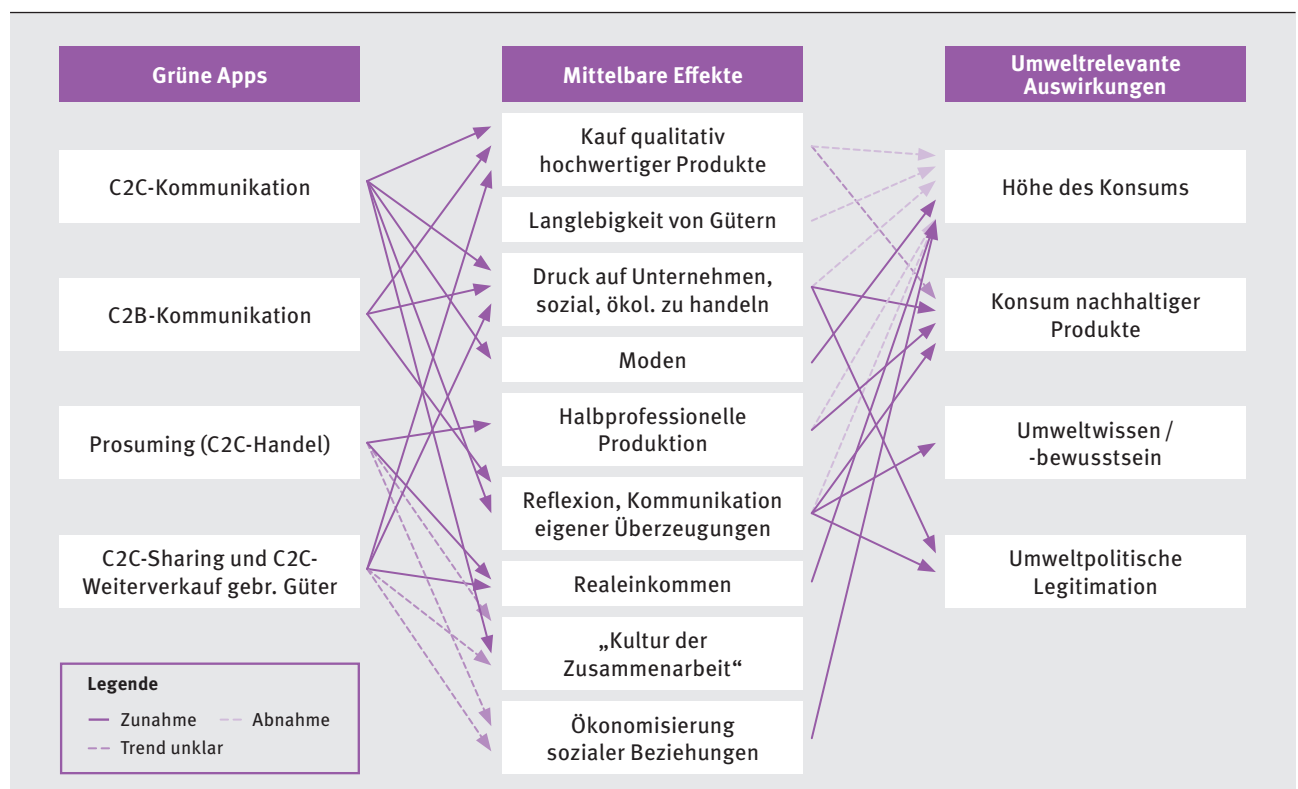 Grüne Apps
C2C-Kommunikation
C2B-Kommunikation
Prosuming (C2C-Handel)
C2C-Sharing und C2C-
Weiterverkauf gebr. Güter
Mittelbare Effekte
Kauf qualitativ
hochwertiger Produkte
Langlebigkeit von Gütern
Druck auf Unternehmen,
sozial, ökol. zu handeln
Moden
Halbprofessionelle
Produktion
Reflexion, Kommunikation
eigener Überzeugungen
Realeinkommen
„Kultur der
Zusammenarbeit“
Ökonomisierung
sozialer Beziehungen
Umweltrelevante
Auswirkungen
Höhe des Konsums
Konsum nachhaltiger
Produkte
Umweltwissen /
-bewusstsein
Umweltpolitische
Legitimation
Legende
Zunahme
Abnahme
Trend unklar